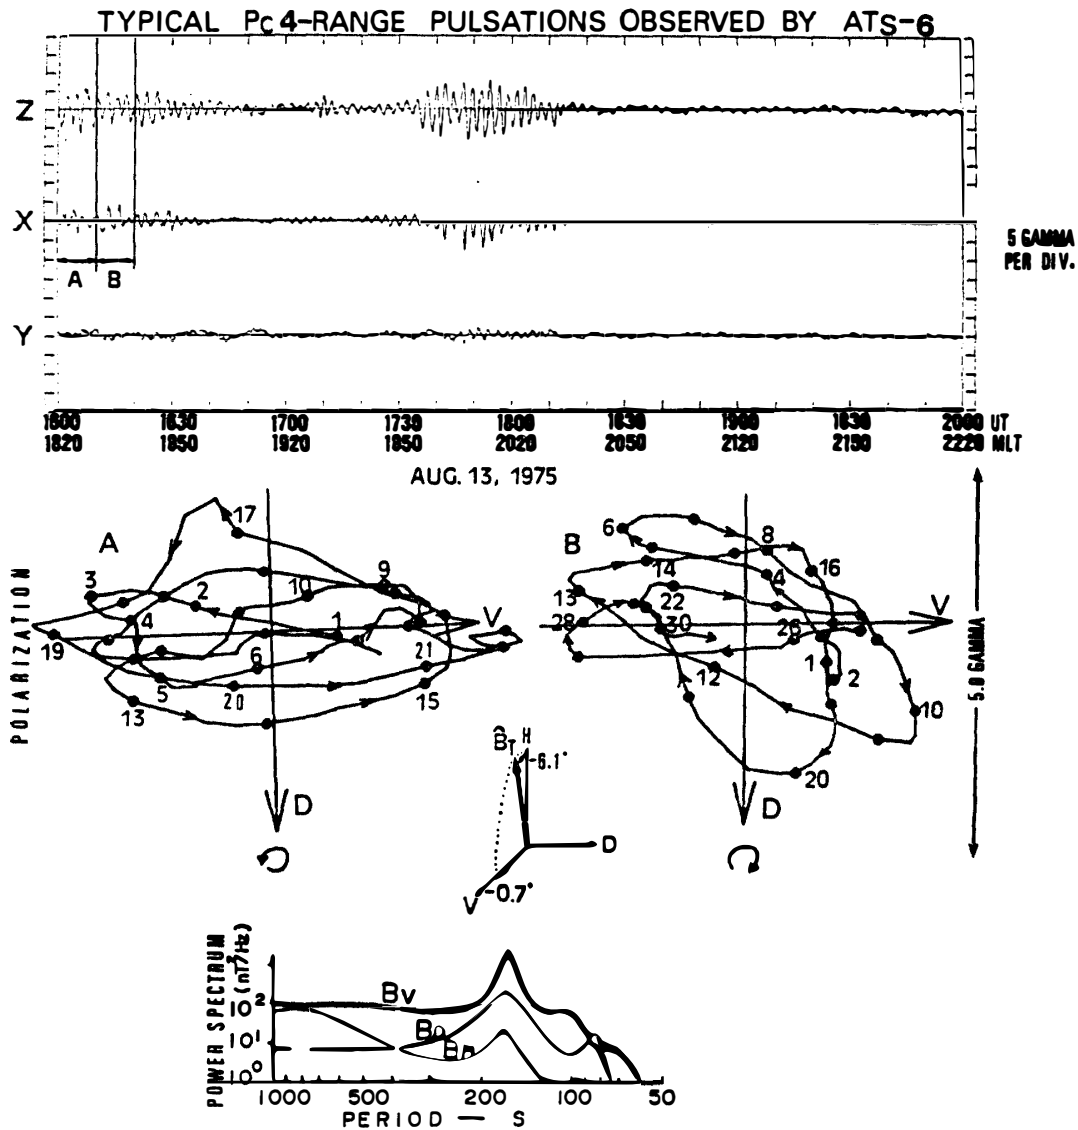 TYPICAL Pc 4-RANGE PULSATIONS OBSERVED BY ATS-6
Z
X
5 GAMMA
PER DIV.
A B
Y
1600 1630 1700 1730 1800 1830 1900 1830 2000 UT
1820 1850 1920 1850 2020 2050 2120 2150 2220 MLT
AUG. 13, 1975
POLARIZATION
A
17
3
2
10
9
4
1
V
19
6
21
5
20
13
15
D
B
6
8
14
4
16
13
22
V
28
30
26
1
12
2
10
20
D
5.0 GAMMA
B̂T H
-6.1°
D
V
-0.7°
POWER SPECTRUM
(nT²/Hz)
10²
10¹
10⁰
BV
1000 500 200 100 50
PERIOD — S